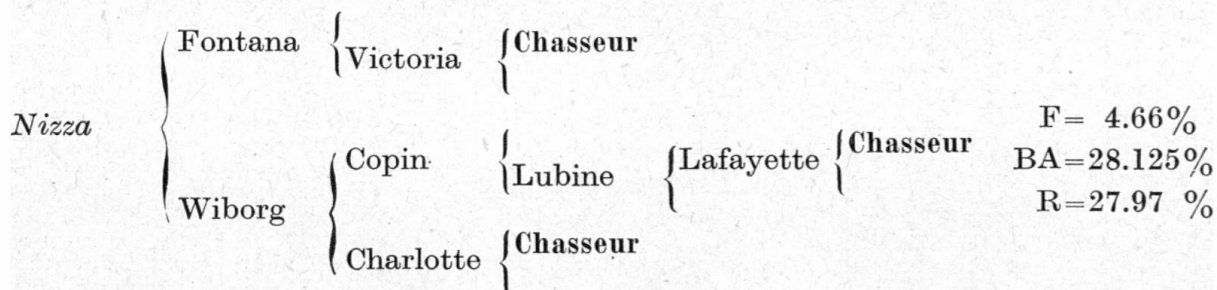 Fontana Victoria Chasseur
Nizza F= 4.66%
Copin Lubine Lafayette Chasseur BA=28.125%
Wiborg R=27.97 %
Charlotte Chasseur